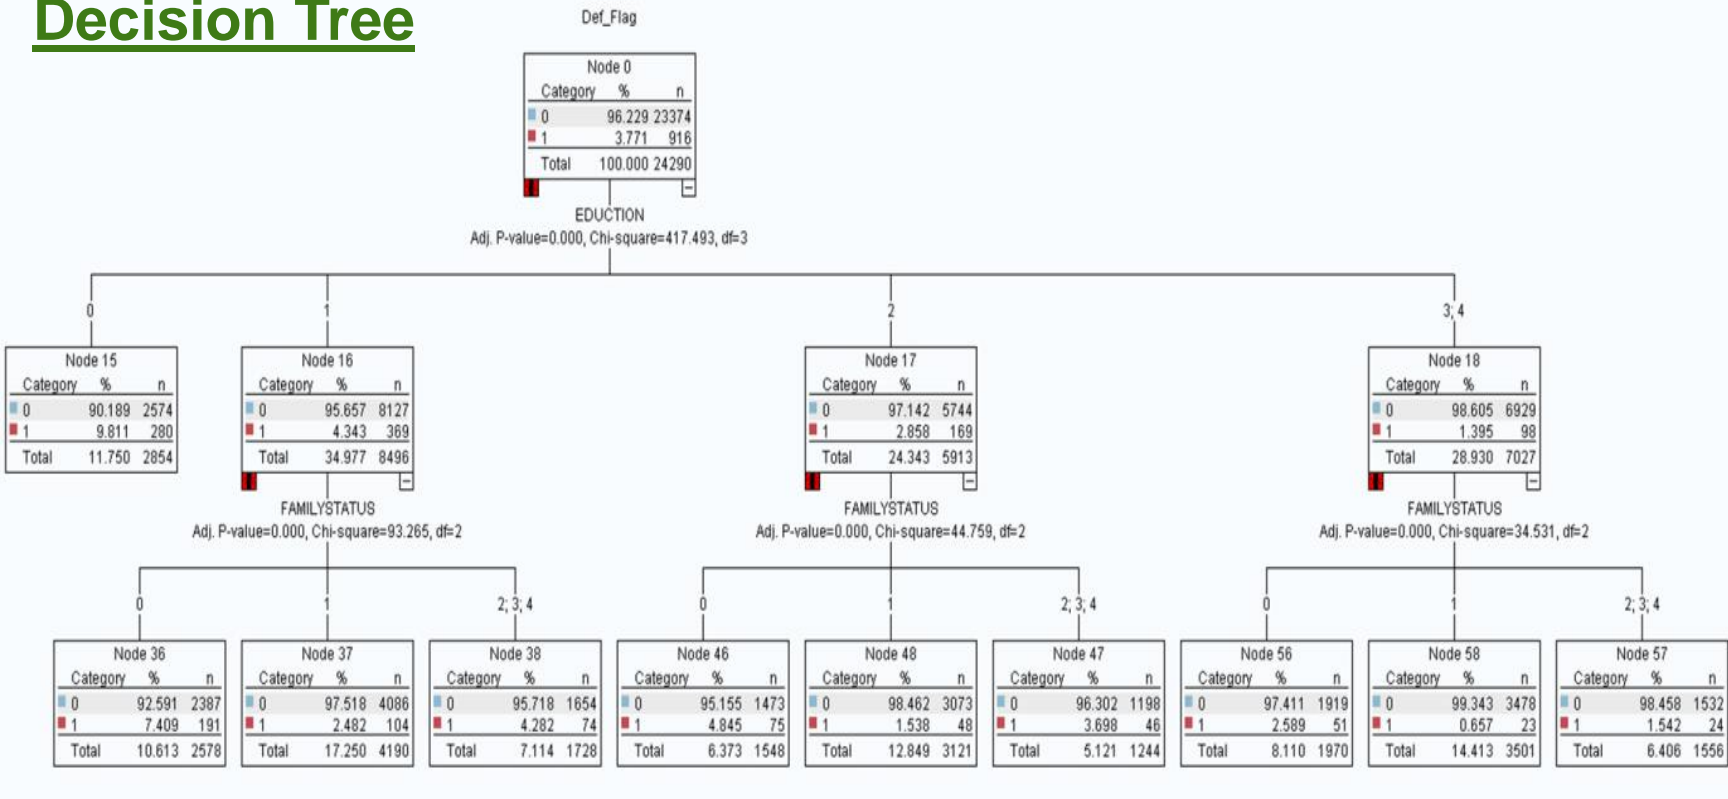 Decision Tree
Def_Flag
Node 0
Category % n
0 96.229 23374
1 3.771 916
Total 100.000 24290
EDUCTION
Adj. P-value=0.000, Chi-square=417.493, df=3
0
1
2
3; 4
Node 15
Category % n
0 90.189 2574
1 9.811 280
Total 11.750 2854
Node 16
Category % n
0 95.657 8127
1 4.343 369
Total 34.977 8496
Node 17
Category % n
0 97.142 5744
1 2.858 169
Total 24.343 5913
Node 18
Category % n
0 98.605 6929
1 1.395 98
Total 28.930 7027
FAMILYSTATUS
Adj. P-value=0.000, Chi-square=93.265, df=2
FAMILYSTATUS
Adj. P-value=0.000, Chi-square=44.759, df=2
FAMILYSTATUS
Adj. P-value=0.000, Chi-square=34.531, df=2
0
1
2; 3; 4
0
1
2; 3; 4
0
1
2; 3; 4
Node 36
Category % n
0 92.591 2387
1 7.409 191
Total 10.613 2578
Node 37
Category % n
0 97.518 4086
1 2.482 104
Total 17.250 4190
Node 38
Category % n
0 95.718 1654
1 4.282 74
Total 7.114 1728
Node 46
Category % n
0 95.155 1473
1 4.845 75
Total 6.373 1548
Node 48
Category % n
0 98.462 3073
1 1.538 48
Total 12.849 3121
Node 47
Category % n
0 96.302 1198
1 3.698 46
Total 5.121 1244
Node 56
Category % n
0 97.411 1919
1 2.589 51
Total 8.110 1970
Node 58
Category % n
0 99.343 3478
1 0.657 23
Total 14.413 3501
Node 57
Category % n
0 98.458 1532
1 1.542 24
Total 6.406 1556